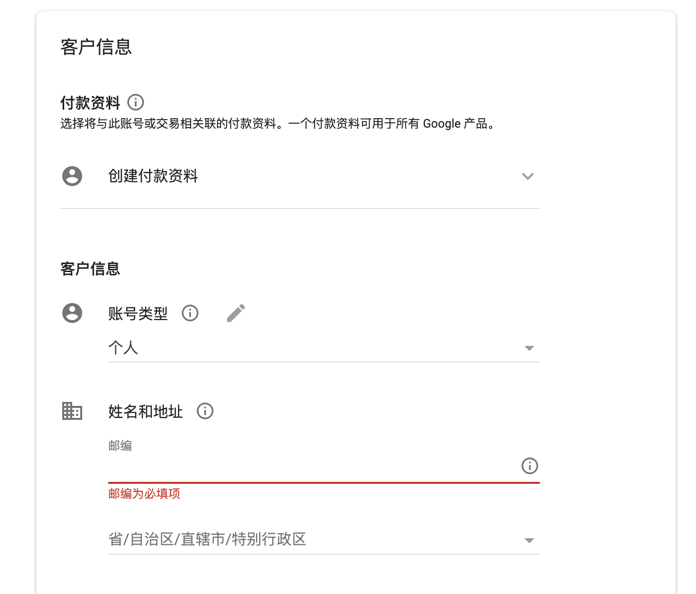 客户信息
付款资料
选择将与此账号或交易相关联的付款资料。一个付款资料可用于所有 Google 产品。
创建付款资料
客户信息
账号类型
个人
姓名和地址
邮编
邮编为必填项
省/自治区/直辖市/特别行政区